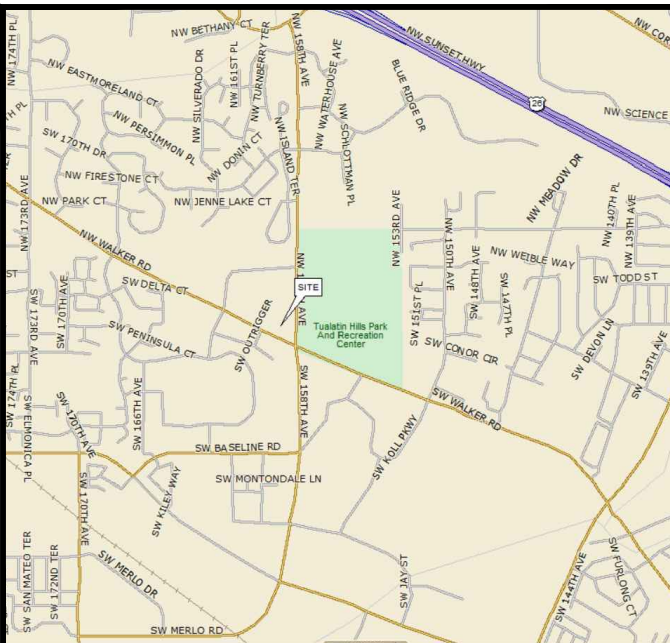 NW BETHANY CT
NW 158TH AVE
NW SUNSET HWY
NW COR
NW 174TH PL
NW SILVERADO DR
NW 161ST PL
NW TURNBERRY TER
NW WATERHOUSE AVE
BLUE RIDGE DR
26
NW SCIENCE
NW EASTMORELAND CT
NW PERSIMMON PL
TH PL
SW 170TH DR
NW DONIN CT
NW ISLAND TER
NW SCHLOTTMAN PL
NW FIRESTONE CT
NW PARK CT
NW JENNE LAKE CT
NW 173RD AVE
NW 153RD AVE
NW MEADOW DR
NW 140TH PL
NW 139TH AVE
NW WALKER RD
NW 150TH AVE
NW WEIBLE WAY
ST
SW DELTA CT
SW 170TH AVE
NW 1
AVE
SITE
SW TODD ST
SW 148TH AVE
SW 147TH PL
SW 151ST PL
SW 173RD AVE
SW PENINSULA CT
SW OUTRIGGER
Tualatin Hills Park
And Recreation
Center
SW CONOR CIR
SW DEVON LN
SW 139TH AVE
SW 174TH PL
SW 166TH AVE
SW 158TH AVE
SW WALKER RD
SW ELMONICA PL
SW 170TH AVE
SW BASELINE RD
SW KOLL PKWY
SW MONTONDALE LN
SW KILEY WAY
SW 170TH AVE
SW SAN MATEO TER
SW 172ND TER
SW MERLO DR
SW JAY ST
SW 144TH AVE
SW FURLONG CT
SW MERLO RD